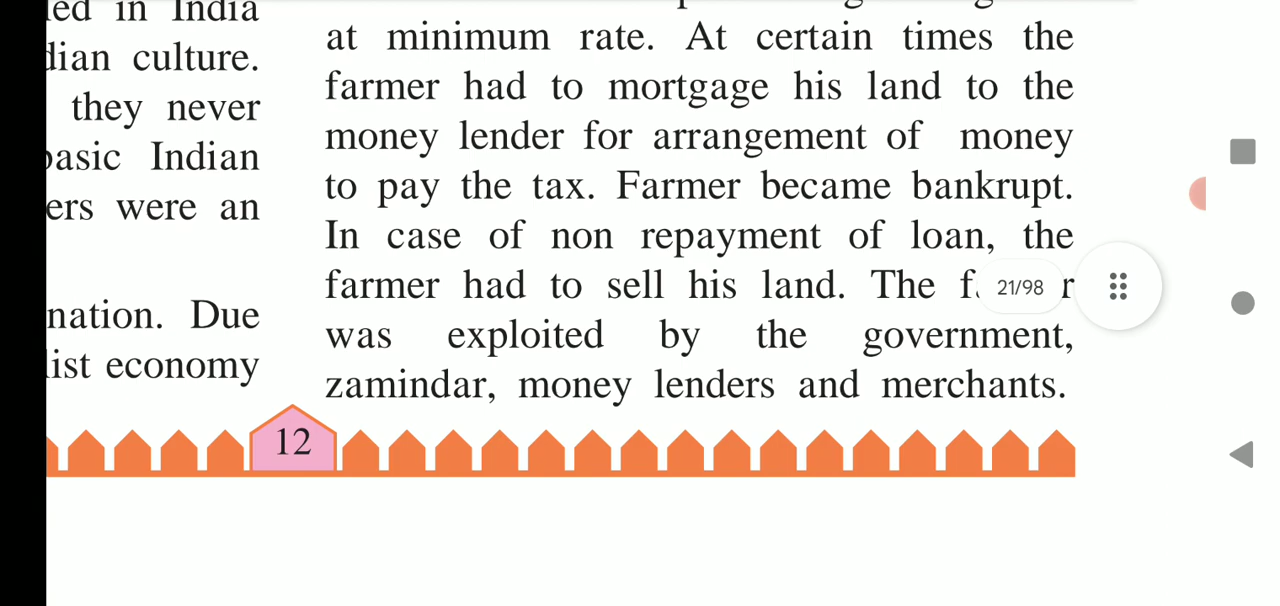 led in India
dian culture.
they never
basic Indian
ers were an
nation. Due
list economy
at minimum rate. At certain times the
farmer had to mortgage his land to the
money lender for arrangement of money
to pay the tax. Farmer became bankrupt.
In case of non repayment of loan, the
farmer had to sell his land. The
was exploited by the government,
zamindar, money lenders and merchants.
12
21/98